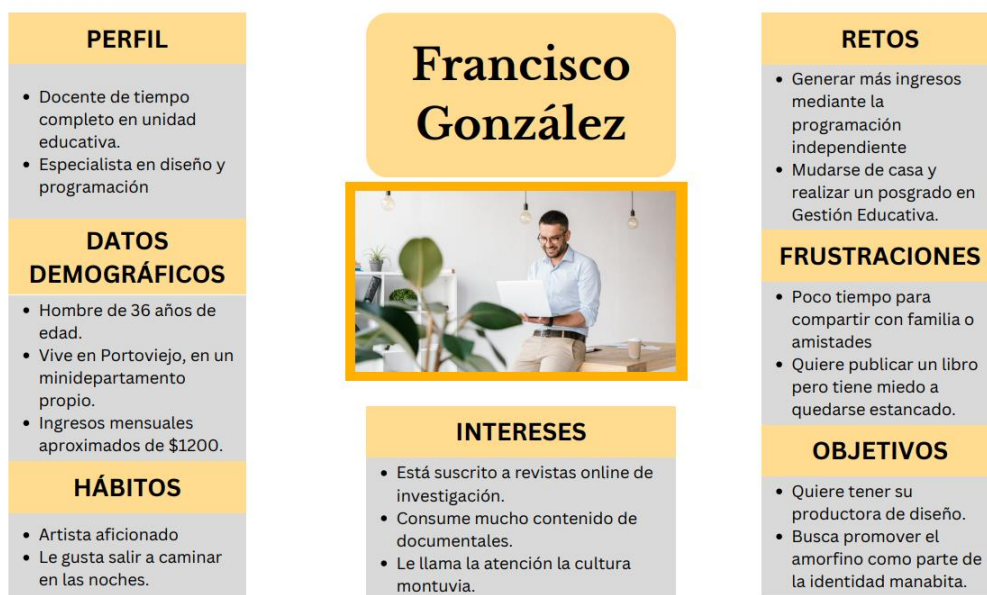 PERFIL
• Docente de tiempo
completo en unidad
educativa.
• Especialista en diseño y
programación
DATOS
DEMOGRÁFICOS
• Hombre de 36 años de
edad.
• Vive en Portoviejo, en un
minidepartamento
propio.
• Ingresos mensuales
aproximados de $1200.
HÁBITOS
• Artista aficionado
• Le gusta salir a caminar
en las noches.
Francisco
González
INTERESES
• Está suscrito a revistas online de
investigación.
• Consume mucho contenido de
documentales.
• Le llama la atención la cultura
montuvia.
RETOS
• Generar más ingresos
mediante la
programación
independiente
• Mudarse de casa y
realizar un posgrado en
Gestión Educativa.
FRUSTRACIONES
• Poco tiempo para
compartir con familia o
amistades
• Quiere publicar un libro
pero tiene miedo a
quedarse estancado.
OBJETIVOS
• Quiere tener su
productora de diseño.
• Busca promover el
amorfino como parte de
la identidad manabita.